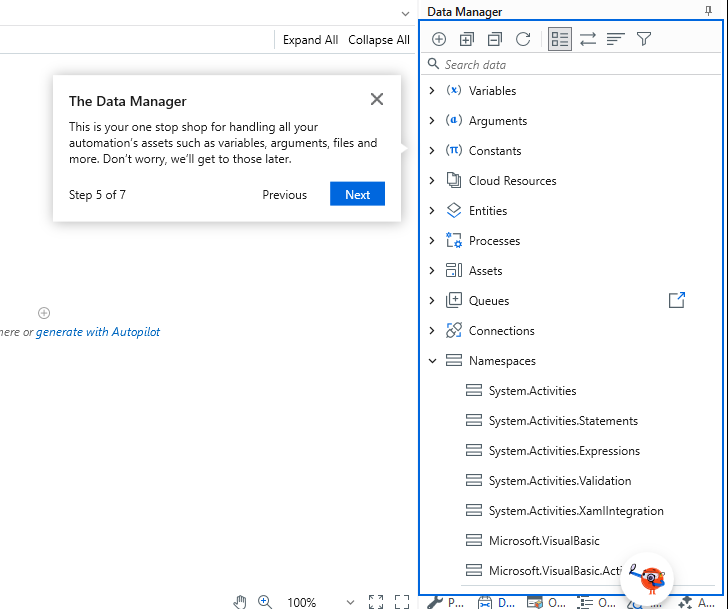 Data Manager
Expand All Collapse All
Search data
The Data Manager
This is your one stop shop for handling all your
automation's assets such as variables, arguments, files and
more. Don't worry, we'll get to those later.
Step 5 of 7 Previous Next
(x) Variables
(a) Arguments
(π) Constants
Cloud Resources
Entities
Processes
Assets
Queues
Connections
Namespaces
System.Activities
System.Activities.Statements
System.Activities.Expressions
System.Activities.Validation
System.Activities.XamlIntegration
Microsoft.VisualBasic
Microsoft.VisualBasic.Acti
here or generate with Autopilot
100%
P... D... O... O... ... A...